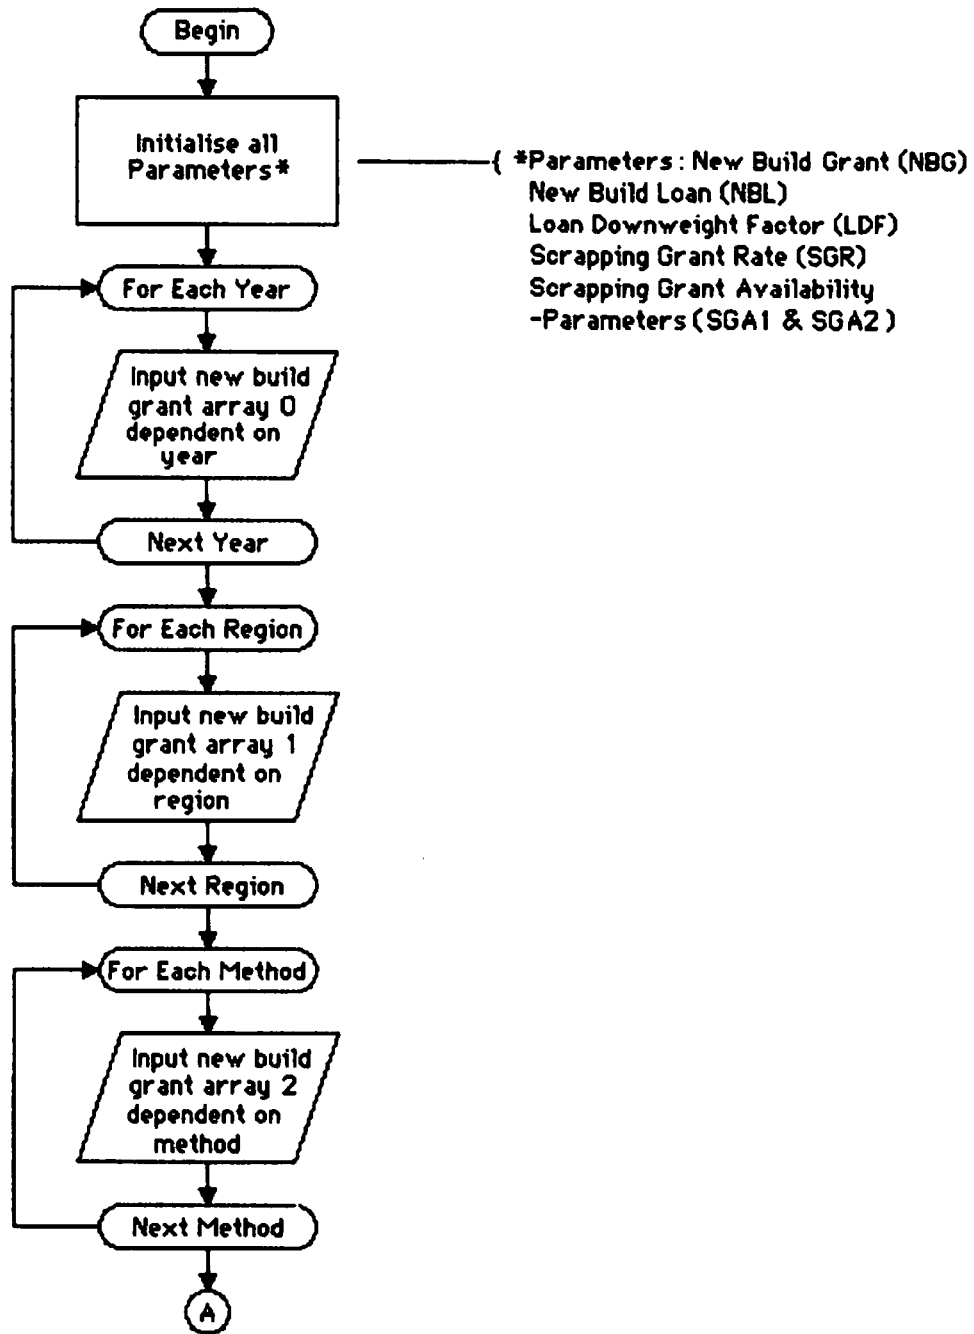 Begin
Initialise all
Parameters*
{ *Parameters: New Build Grant (NBG)
New Build Loan (NBL)
Loan Downweight Factor (LDF)
Scrapping Grant Rate (SGR)
Scrapping Grant Availability
-Parameters (SGA1 & SGA2)
For Each Year
Input new build
grant array 0
dependent on
year
Next Year
For Each Region
Input new build
grant array 1
dependent on
region
Next Region
For Each Method
Input new build
grant array 2
dependent on
method
Next Method
A